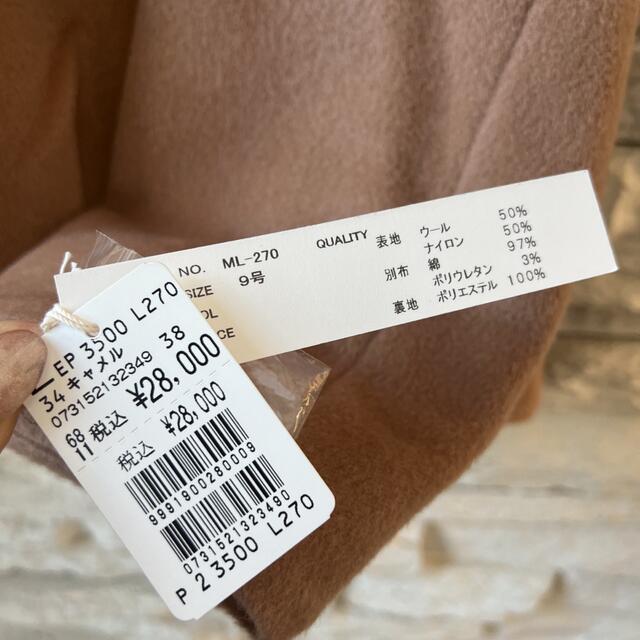 NO. ML-270
SIZE 9号
QUALITY 表地 ウール 50%
ナイロン 50%
別布 綿 97%
ポリウレタン 3%
裏地 ポリエステル 100%
EP 3500 L270
34 キャメル 38
073152132349
68
11 税込 ¥28,000
税込 ¥28,000
9991900280009
0731521323490
P 23500 L270